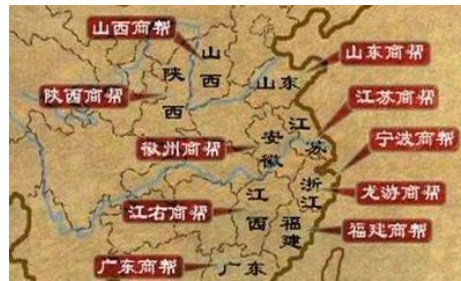 山西商帮
山西
山东商帮
陕西
山东
陕西商帮
江苏商帮
江苏
宁波商帮
安徽
徽州商帮
浙江
龙游商帮
江西
江右商帮
福建
福建商帮
广东商帮
广东